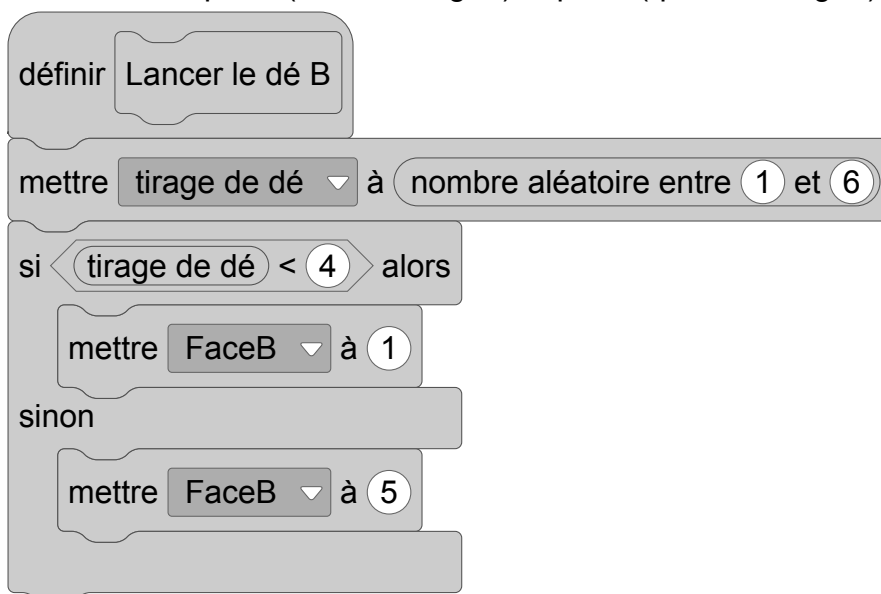 définir Lancer le dé B
mettre tirage de dé à nombre aléatoire entre 1 et 6
si tirage de dé < 4 alors
mettre FaceB à 1
sinon
mettre FaceB à 5